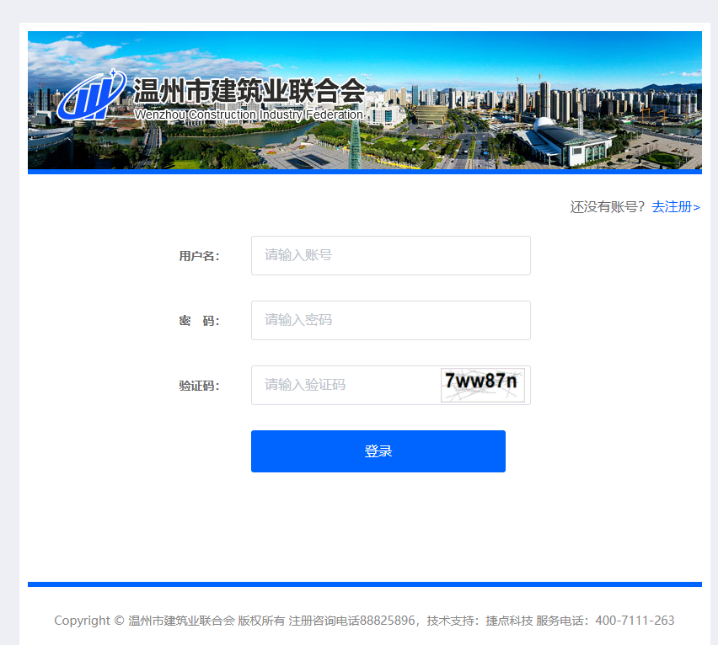 温州市建筑业联合会
Wenzhou Construction Industry Federation
还没有账号？去注册>
用户名： 请输入账号
密 码： 请输入密码
验证码： 请输入验证码 7ww87n
登录
Copyright © 温州市建筑业联合会 版权所有 注册咨询电话88825896，技术支持：捷点科技 服务电话：400-7111-263